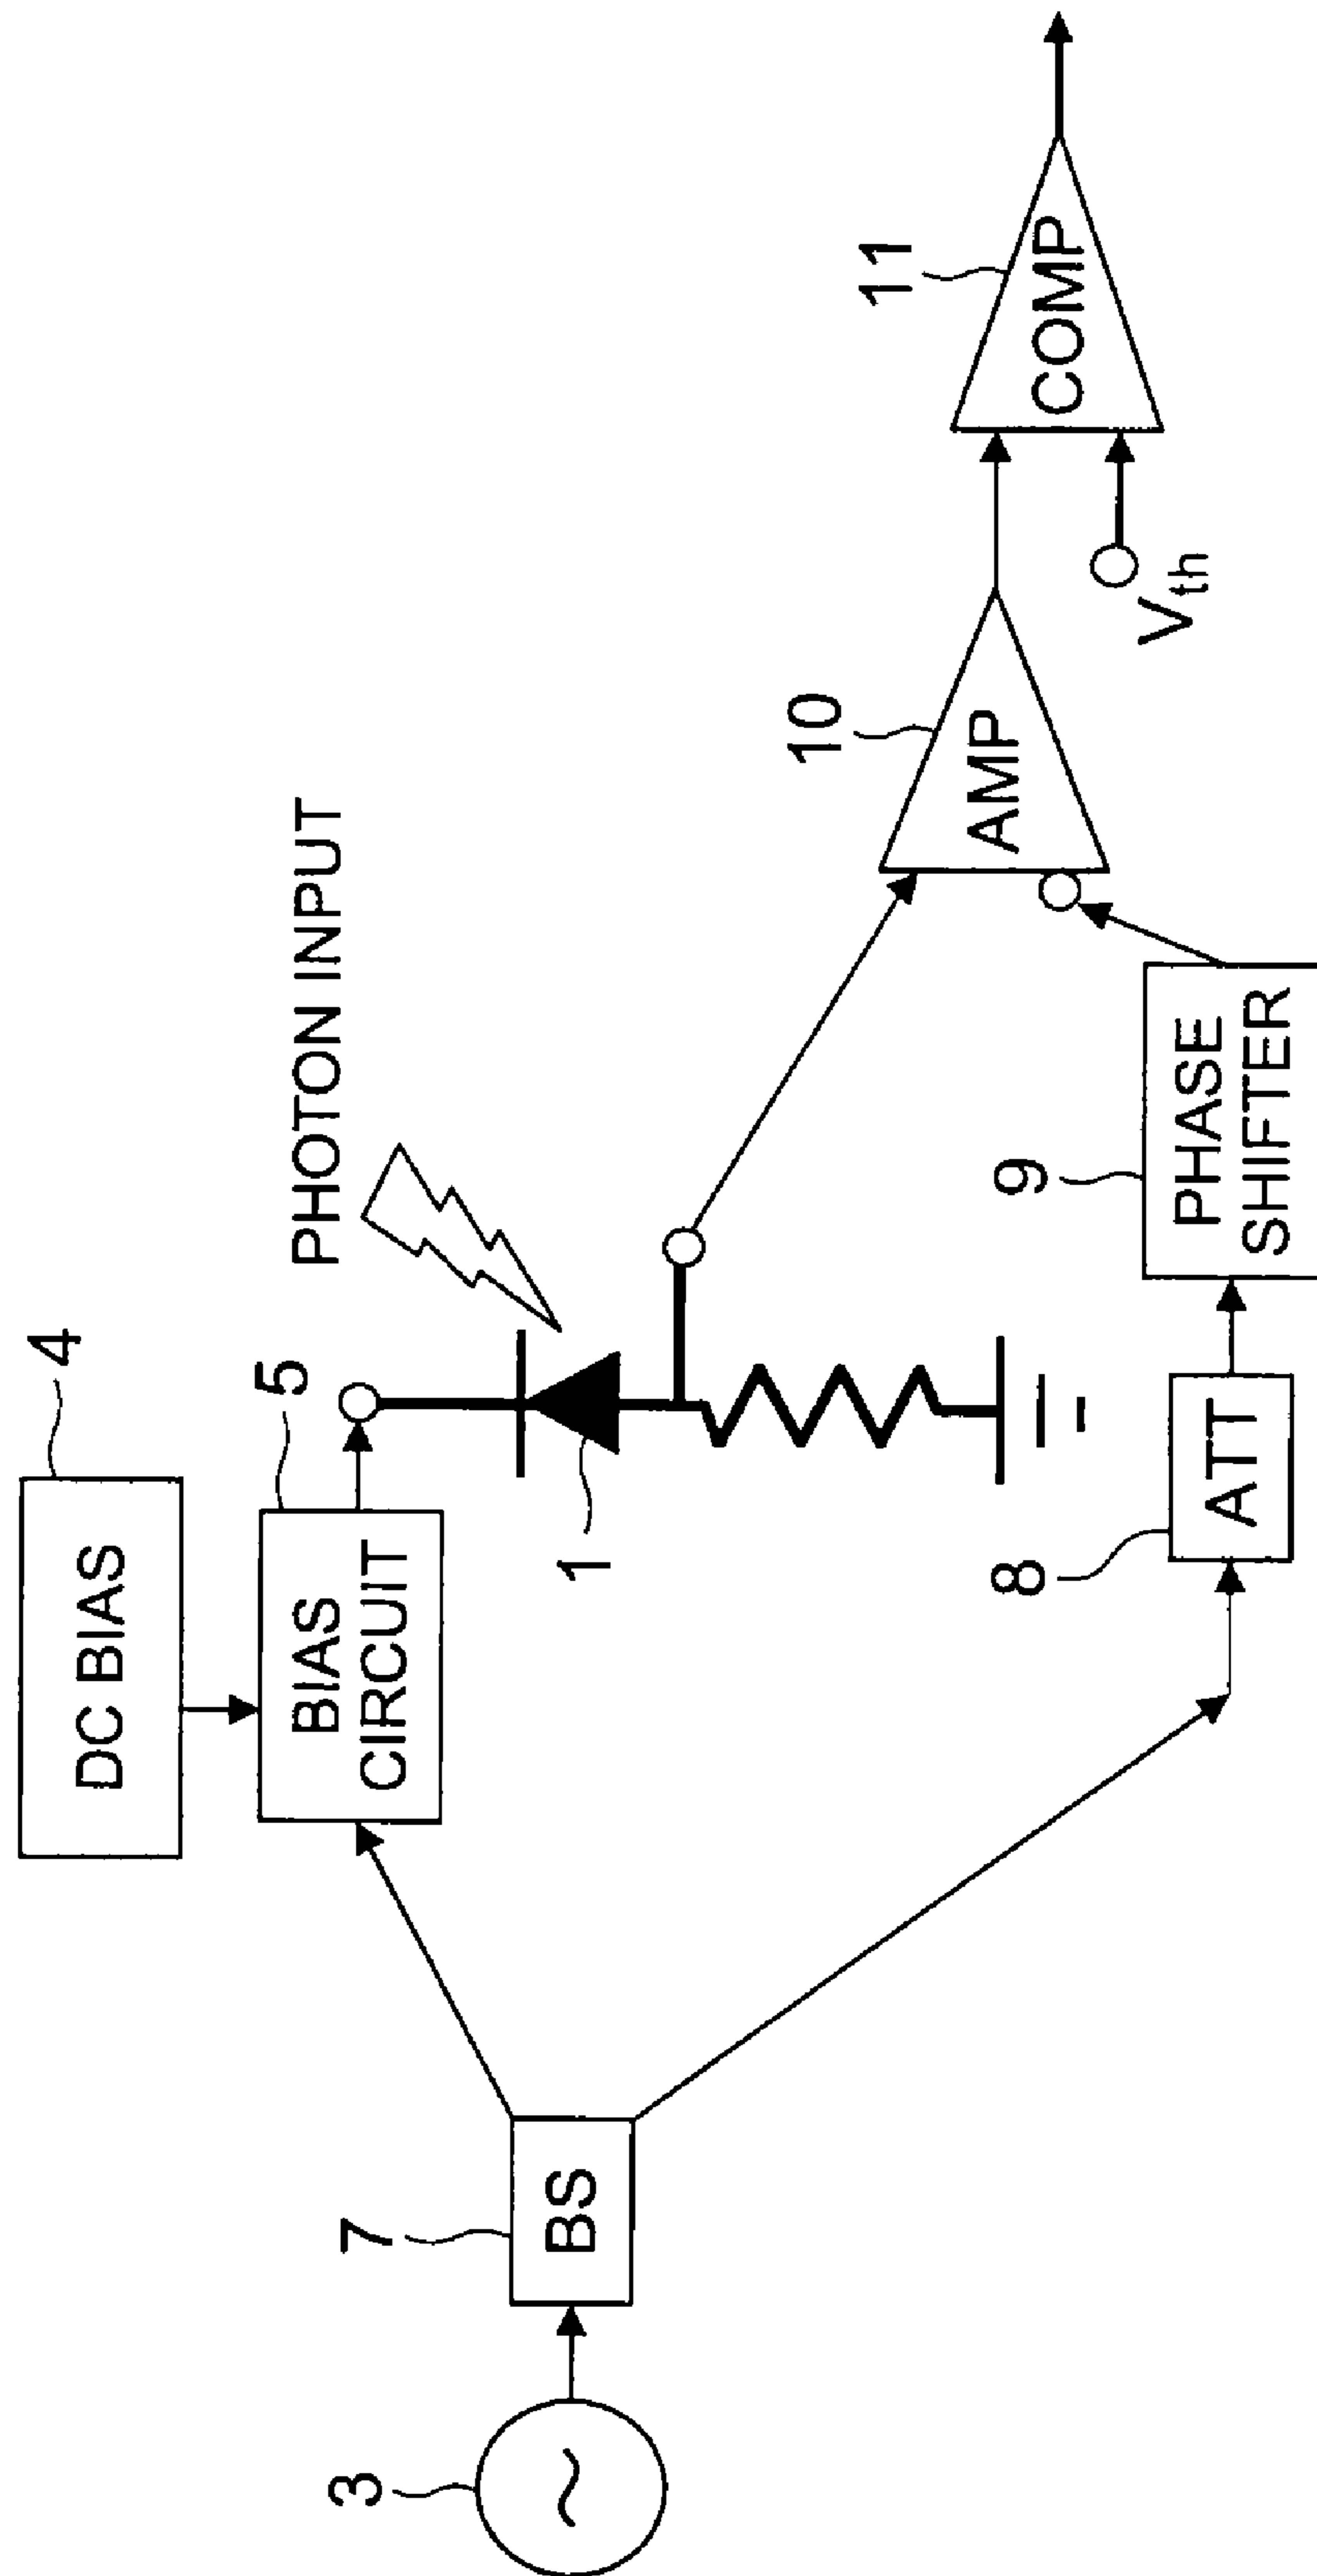 4
DC BIAS
5
BIAS
CIRCUIT
PHOTON INPUT
1
3
~
7
BS
10
AMP
11
COMP
Vth
8
ATT
9
PHASE
SHIFTER